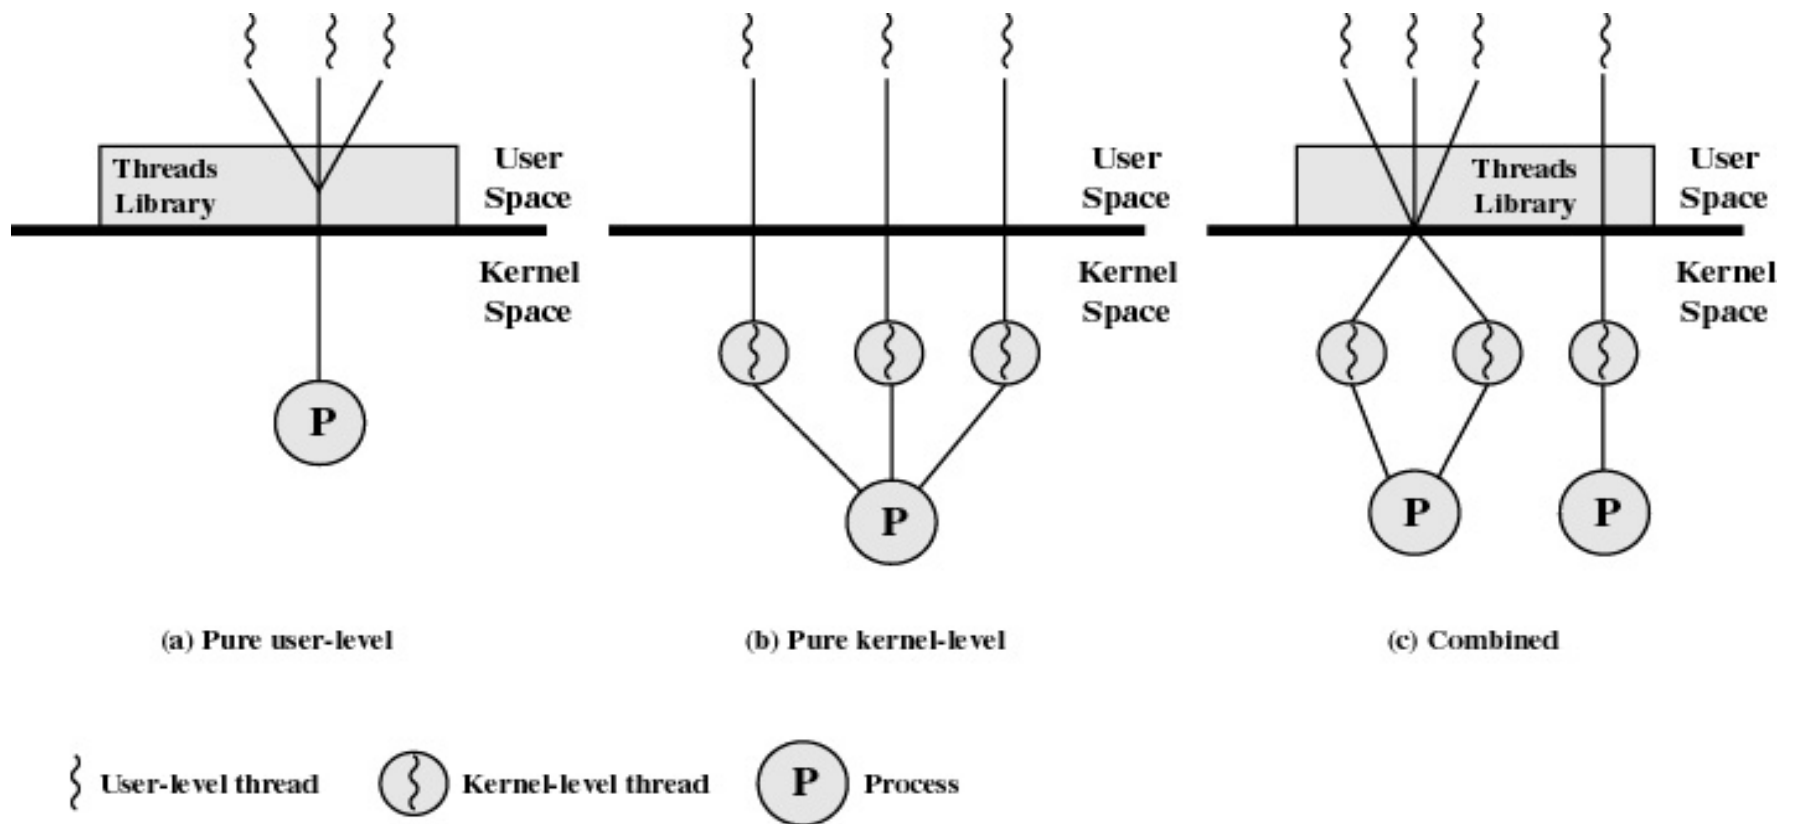 Threads
Library
User
Space
Kernel
Space
P
(a) Pure user-level
User
Space
Kernel
Space
P
(b) Pure kernel-level
Threads
Library
User
Space
Kernel
Space
P
P
(c) Combined
User-level thread
Kernel-level thread
P
Process